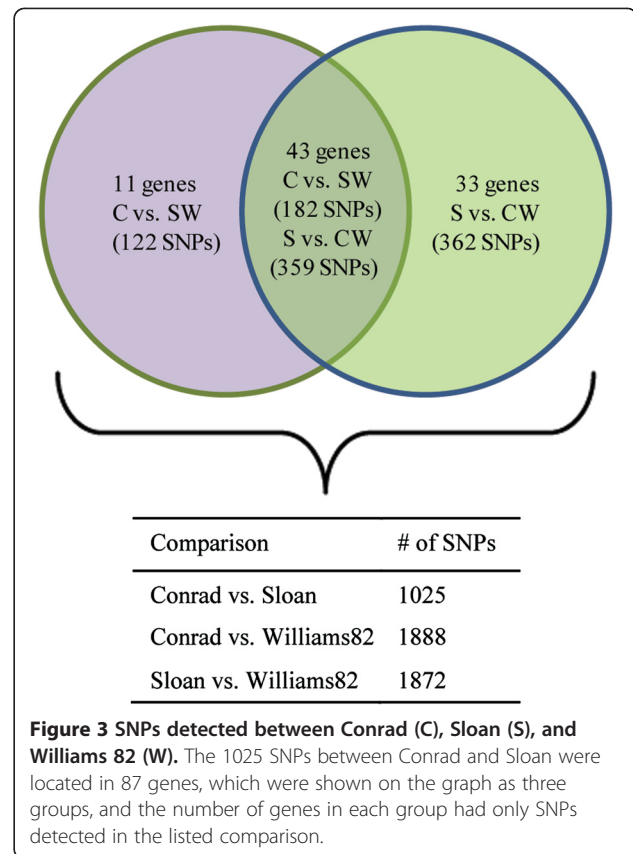 11 genes
C vs. SW
(122 SNPs)
43 genes
C vs. SW
(182 SNPs)
S vs. CW
(359 SNPs)
33 genes
S vs. CW
(362 SNPs)
Comparison # of SNPs
Conrad vs. Sloan 1025
Conrad vs. Williams82 1888
Sloan vs. Williams82 1872
Figure 3 SNPs detected between Conrad (C), Sloan (S), and
Williams 82 (W). The 1025 SNPs between Conrad and Sloan were
located in 87 genes, which were shown on the graph as three
groups, and the number of genes in each group had only SNPs
detected in the listed comparison.